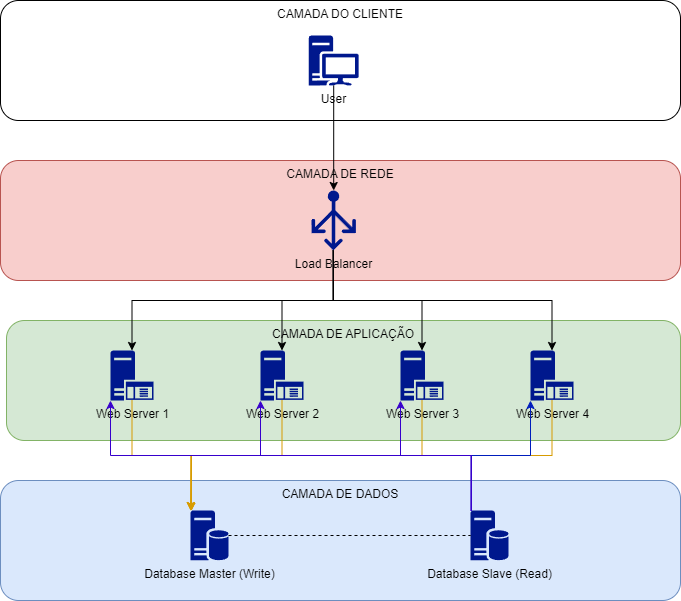 CAMADA DO CLIENTE
User
CAMADA DE REDE
Load Balancer
CAMADA DE APLICAÇÃO
Web Server 1
Web Server 2
Web Server 3
Web Server 4
CAMADA DE DADOS
Database Master (Write)
Database Slave (Read)